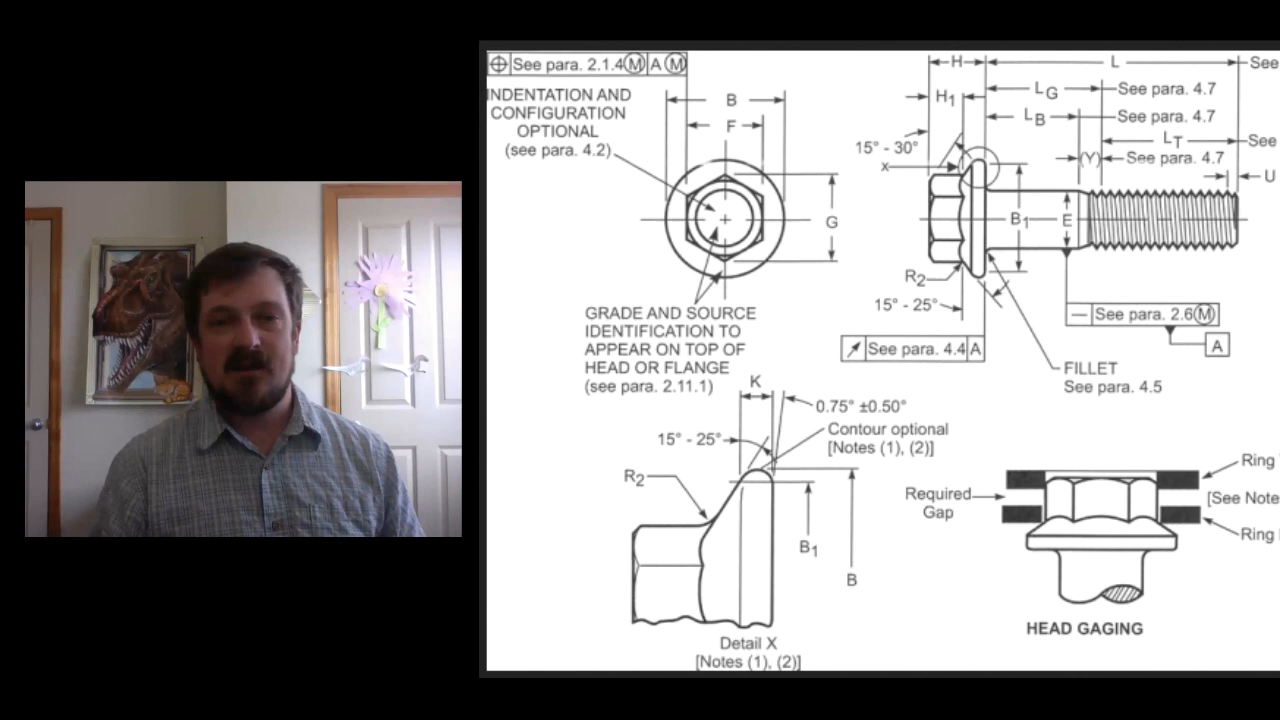 See para. 2.1.4 M A M
INDENTATION AND
CONFIGURATION
OPTIONAL
(see para. 4.2)
B
F
G
GRADE AND SOURCE
IDENTIFICATION TO
APPEAR ON TOP OF
HEAD OR FLANGE
(see para. 2.11.1)
H
L
See
H1
LG
See para. 4.7
LB
See para. 4.7
LT
See
(Y)
See para. 4.7
15° - 30°
x
U
B1
E
R2
15° - 25°
See para. 2.6 M
A
See para. 4.4 A
FILLET
See para. 4.5
K
0.75° ±0.50°
15° - 25°
Contour optional
[Notes (1), (2)]
R2
B1
B
Detail X
[Notes (1), (2)]
Required
Gap
Ring
[See Note
Ring
HEAD GAGING